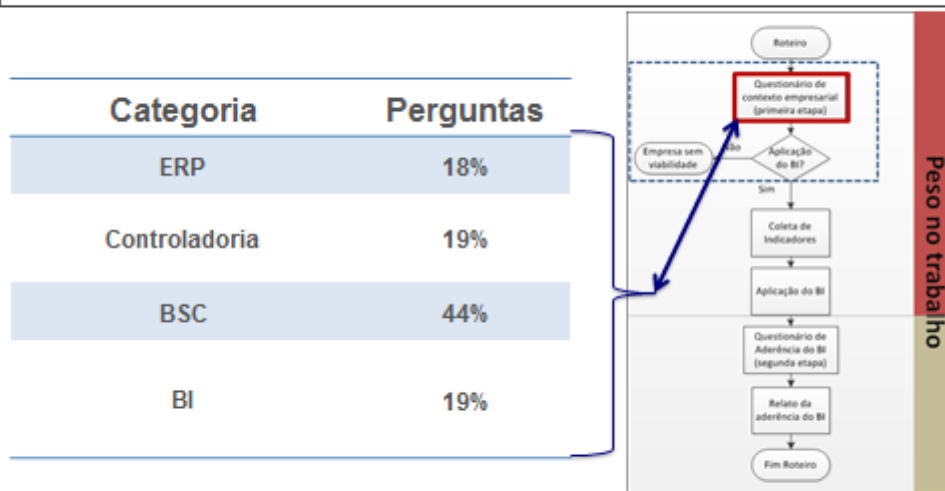 Categoria Perguntas
ERP 18%
Controladoria 19%
BSC 44%
BI 19%
Roteiro
Questionário de
contexto empresarial
(primeira etapa)
Empresa sem
viabilidade
Não
Aplicação
do BI?
Sim
Coleta de
Indicadores
Aplicação do BI
Questionário de
Aderência do BI
(segunda etapa)
Relato da
aderência do BI
Fim Roteiro
Peso no trabalho